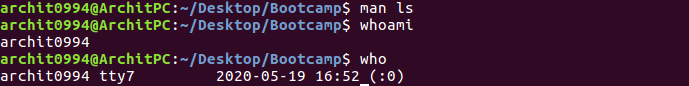 archit0994@ArchitPC:~/Desktop/Bootcamp$ man ls
archit0994@ArchitPC:~/Desktop/Bootcamp$ whoami
archit0994
archit0994@ArchitPC:~/Desktop/Bootcamp$ who
archit0994 tty7         2020-05-19 16:52 (:0)